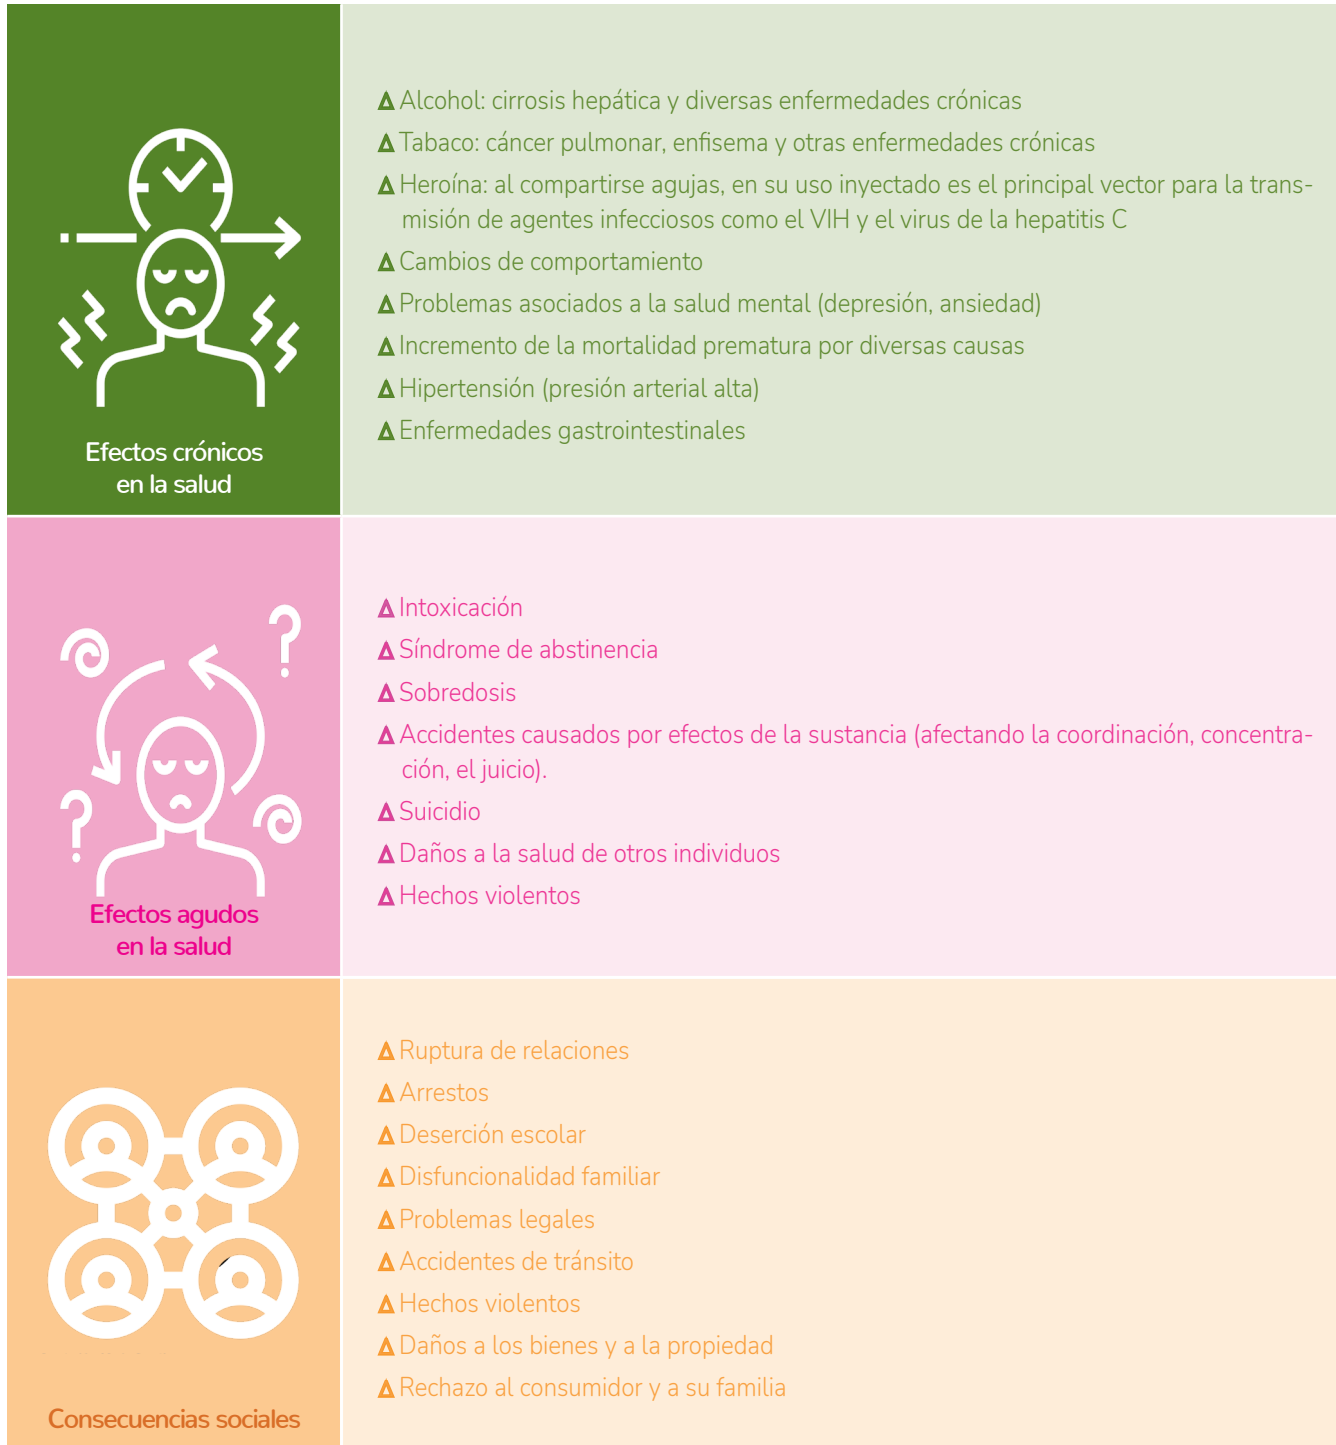 Efectos crónicos
en la salud
Alcohol: cirrosis hepática y diversas enfermedades crónicas
Tabaco: cáncer pulmonar, enfisema y otras enfermedades crónicas
Heroína: al compartirse agujas, en su uso inyectado es el principal vector para la trans-
misión de agentes infecciosos como el VIH y el virus de la hepatitis C
Cambios de comportamiento
Problemas asociados a la salud mental (depresión, ansiedad)
Incremento de la mortalidad prematura por diversas causas
Hipertensión (presión arterial alta)
Enfermedades gastrointestinales
Efectos agudos
en la salud
Intoxicación
Síndrome de abstinencia
Sobredosis
Accidentes causados por efectos de la sustancia (afectando la coordinación, concentra-
ción, el juicio).
Suicidio
Daños a la salud de otros individuos
Hechos violentos
Consecuencias sociales
Ruptura de relaciones
Arrestos
Deserción escolar
Disfuncionalidad familiar
Problemas legales
Accidentes de tránsito
Hechos violentos
Daños a los bienes y a la propiedad
Rechazo al consumidor y a su familia